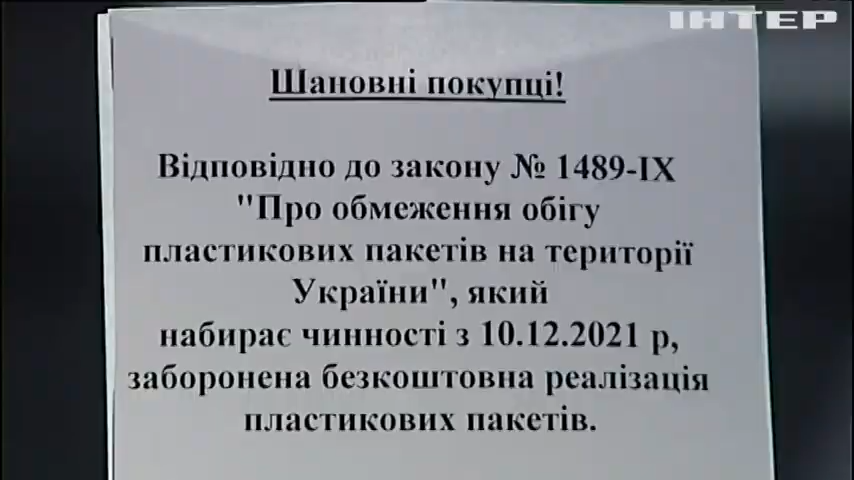 ІНТЕР
Шановні покупці!
Відповідно до закону № 1489-IX
"Про обмеження обігу
пластикових пакетів на території
України", який
набирає чинності з 10.12.2021 р,
заборонена безкоштовна реалізація
пластикових пакетів.